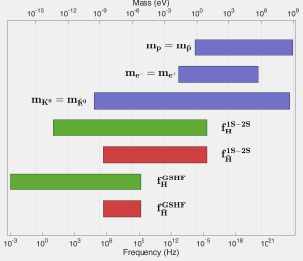 Mass (eV)
10⁻¹⁵ 10⁻¹² 10⁻⁹ 10⁻⁶ 10⁻³ 10⁰ 10³ 10⁶ 10⁹
m_p = m_p̄
m_e⁻ = m_e⁺
m_K⁰ = m_K̄⁰
f_H^1S-2S
f_H̄^1S-2S
f_H^GSHF
f_H̄^GSHF
10⁻³ 10⁰ 10³ 10⁶ 10⁹ 10¹² 10¹⁵ 10¹⁸ 10²¹
Frequency (Hz)